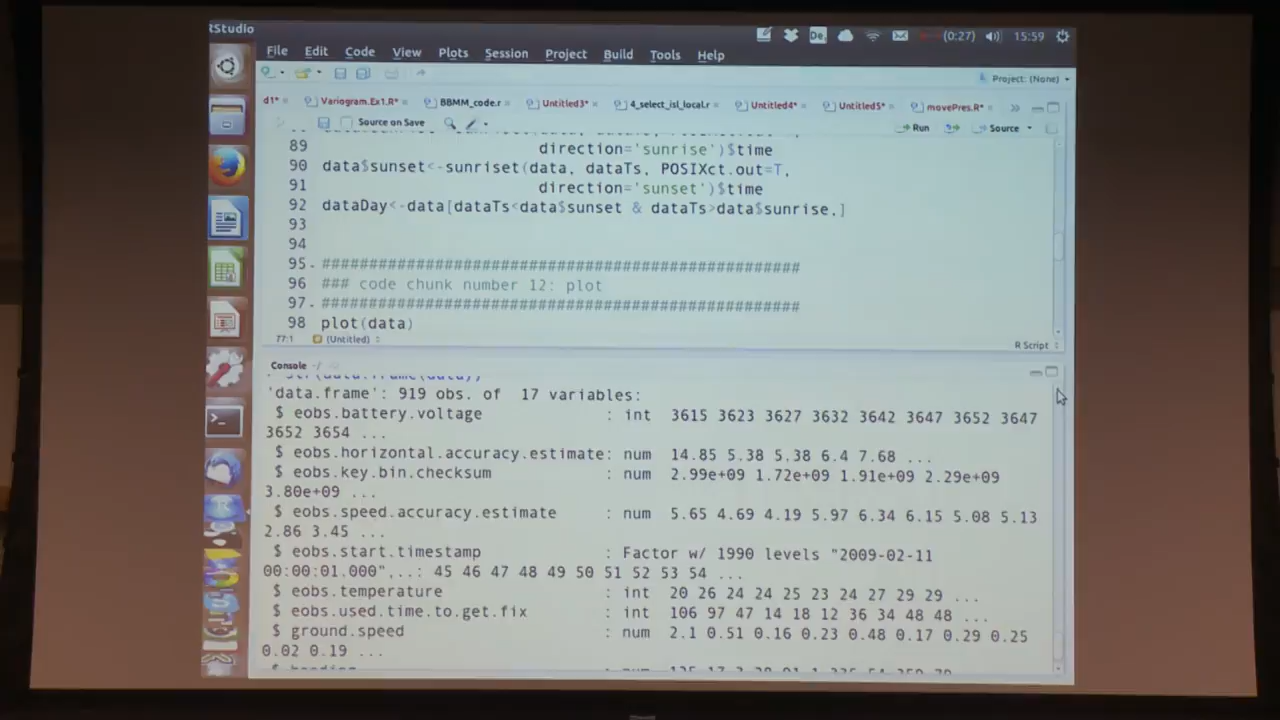 RStudio
(0:27) 15:59
File Edit Code View Plots Session Project Build Tools Help
Project: (None)
d1* Variogram.Ex1.R* BBMM_code.r Untitled3* 4_select_isl_local.r Untitled4* Untitled5* movePres.R*
Source on Save Run Source
89 direction='sunrise')$time
90 data$sunset<-sunriset(data, dataTs, POSIXct.out=T,
91 direction='sunset')$time
92 dataDay<-data[dataTs<data$sunset & dataTs>data$sunrise,]
93
94
95 ###################################################
96 ### code chunk number 12: plot
97 ###################################################
98 plot(data)
77:1 (Untitled) R Script
Console ~/
str(data.frame(data))
'data.frame': 919 obs. of 17 variables:
$ eobs.battery.voltage : int 3615 3623 3627 3632 3642 3647 3652 3647
3652 3654 ...
$ eobs.horizontal.accuracy.estimate: num 14.85 5.38 5.38 6.4 7.68 ...
$ eobs.key.bin.checksum : num 2.99e+09 1.72e+09 1.91e+09 2.29e+09
3.80e+09 ...
$ eobs.speed.accuracy.estimate : num 5.65 4.69 4.19 5.97 6.34 6.15 5.08 5.13
2.86 3.45 ...
$ eobs.start.timestamp : Factor w/ 1990 levels "2009-02-11
00:00:01.000",..: 45 46 47 48 49 50 51 52 53 54 ...
$ eobs.temperature : int 20 26 24 24 25 23 24 27 29 29 ...
$ eobs.used.time.to.get.fix : int 106 97 47 14 18 12 36 34 48 48 ...
$ ground.speed : num 2.1 0.51 0.16 0.23 0.48 0.17 0.29 0.25
0.02 0.19 ...